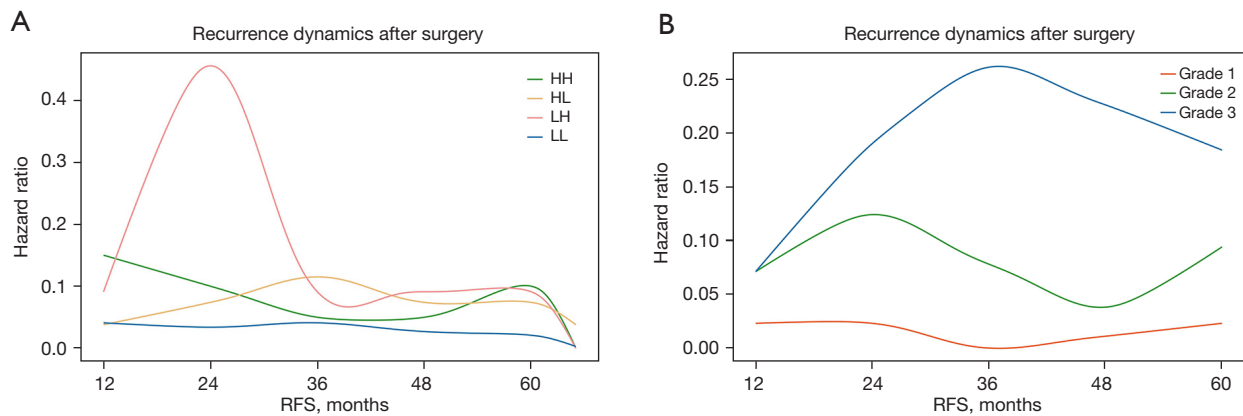 A
Recurrence dynamics after surgery
Hazard ratio
0.4
0.3
0.2
0.1
0.0
HH
HL
LH
LL
12 24 36 48 60
RFS, months
B
Recurrence dynamics after surgery
Hazard ratio
0.25
0.20
0.15
0.10
0.05
0.00
Grade 1
Grade 2
Grade 3
12 24 36 48 60
RFS, months